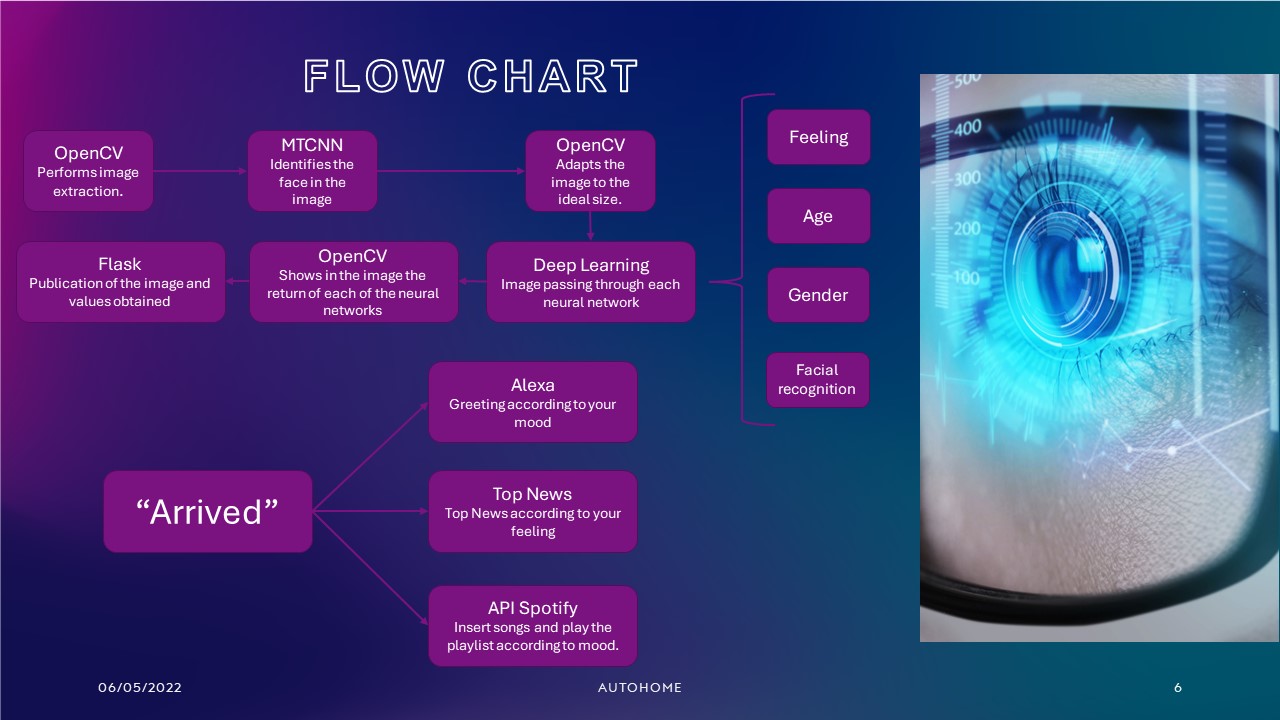 FLOW CHART
OpenCV
Performs image
extraction.
MTCNN
Identifies the
face in the
image
OpenCV
Adapts the
image to the
ideal size.
Flask
Publication of the image and
values obtained
OpenCV
Shows in the image the
return of each of the neural
networks
Deep Learning
Image passing through each
neural network
Feeling
Age
Gender
Facial
recognition
"Arrived"
Alexa
Greeting according to your
mood
Top News
Top News according to your
feeling
API Spotify
Insert songs and play the
playlist according to mood.
500
400
300
200
100
06/05/2022
AUTOHOME
6